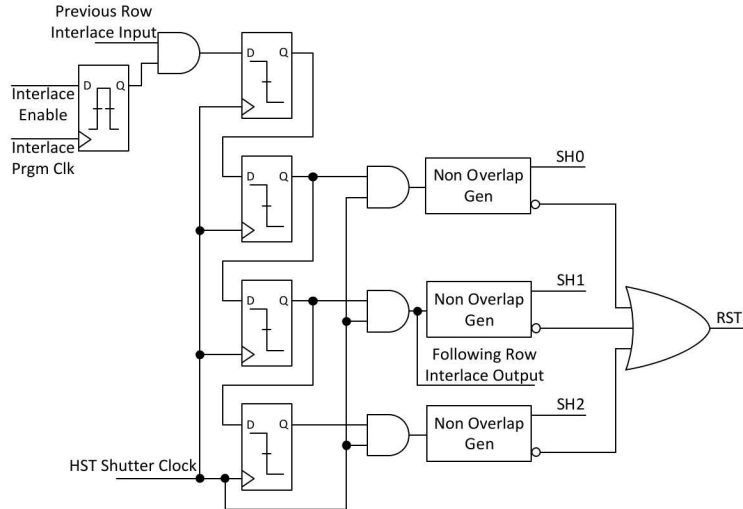 Previous Row
Interlace Input
D Q
D Q
Interlace
Enable
Interlace
Prgm Clk
SH0
D Q
Non Overlap
Gen
SH1
D Q
Non Overlap
Gen
RST
Following Row
Interlace Output
SH2
D Q
Non Overlap
Gen
HST Shutter Clock